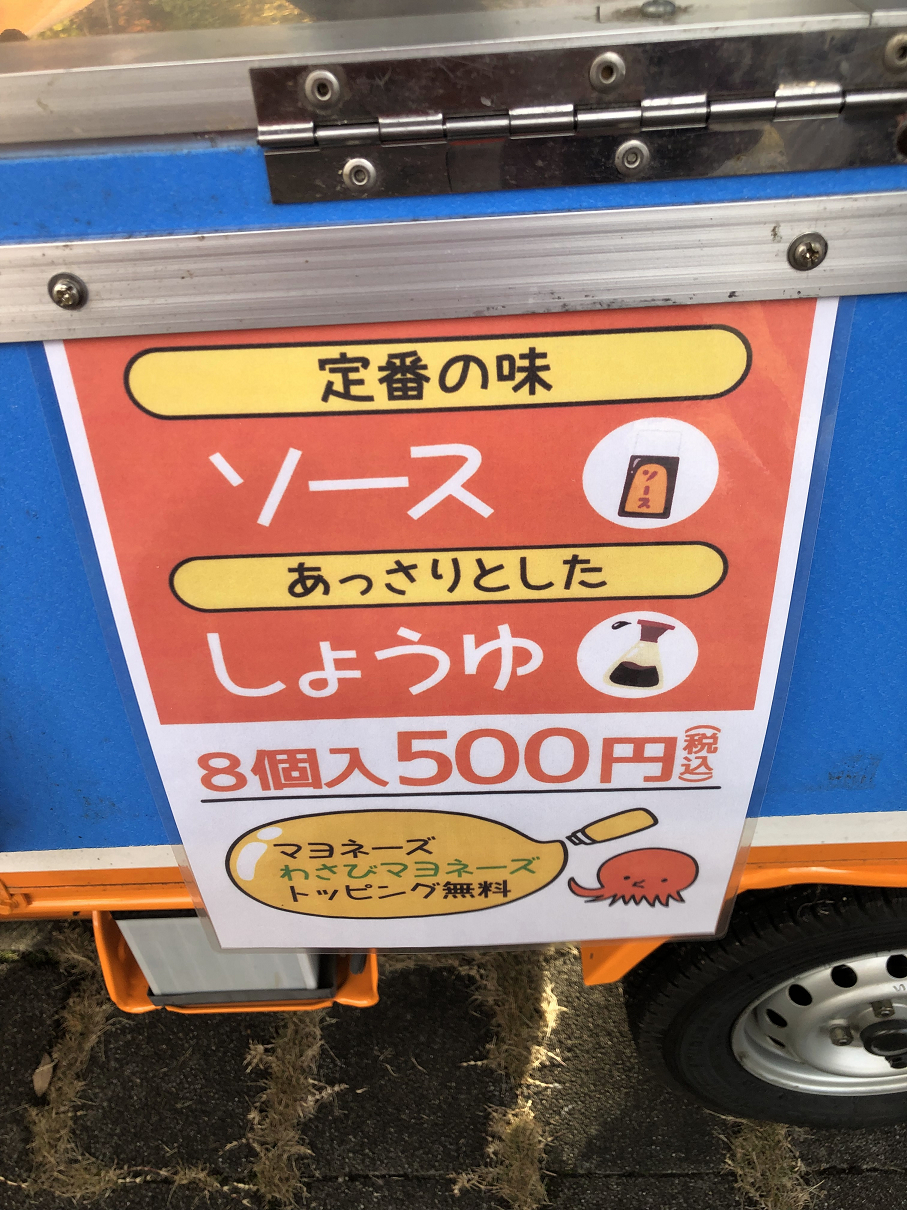 定番の味
ソース
ソース
あっさりとした
しょうゆ
8個入500円(税込)
マヨネーズ
わさびマヨネーズ
トッピング無料